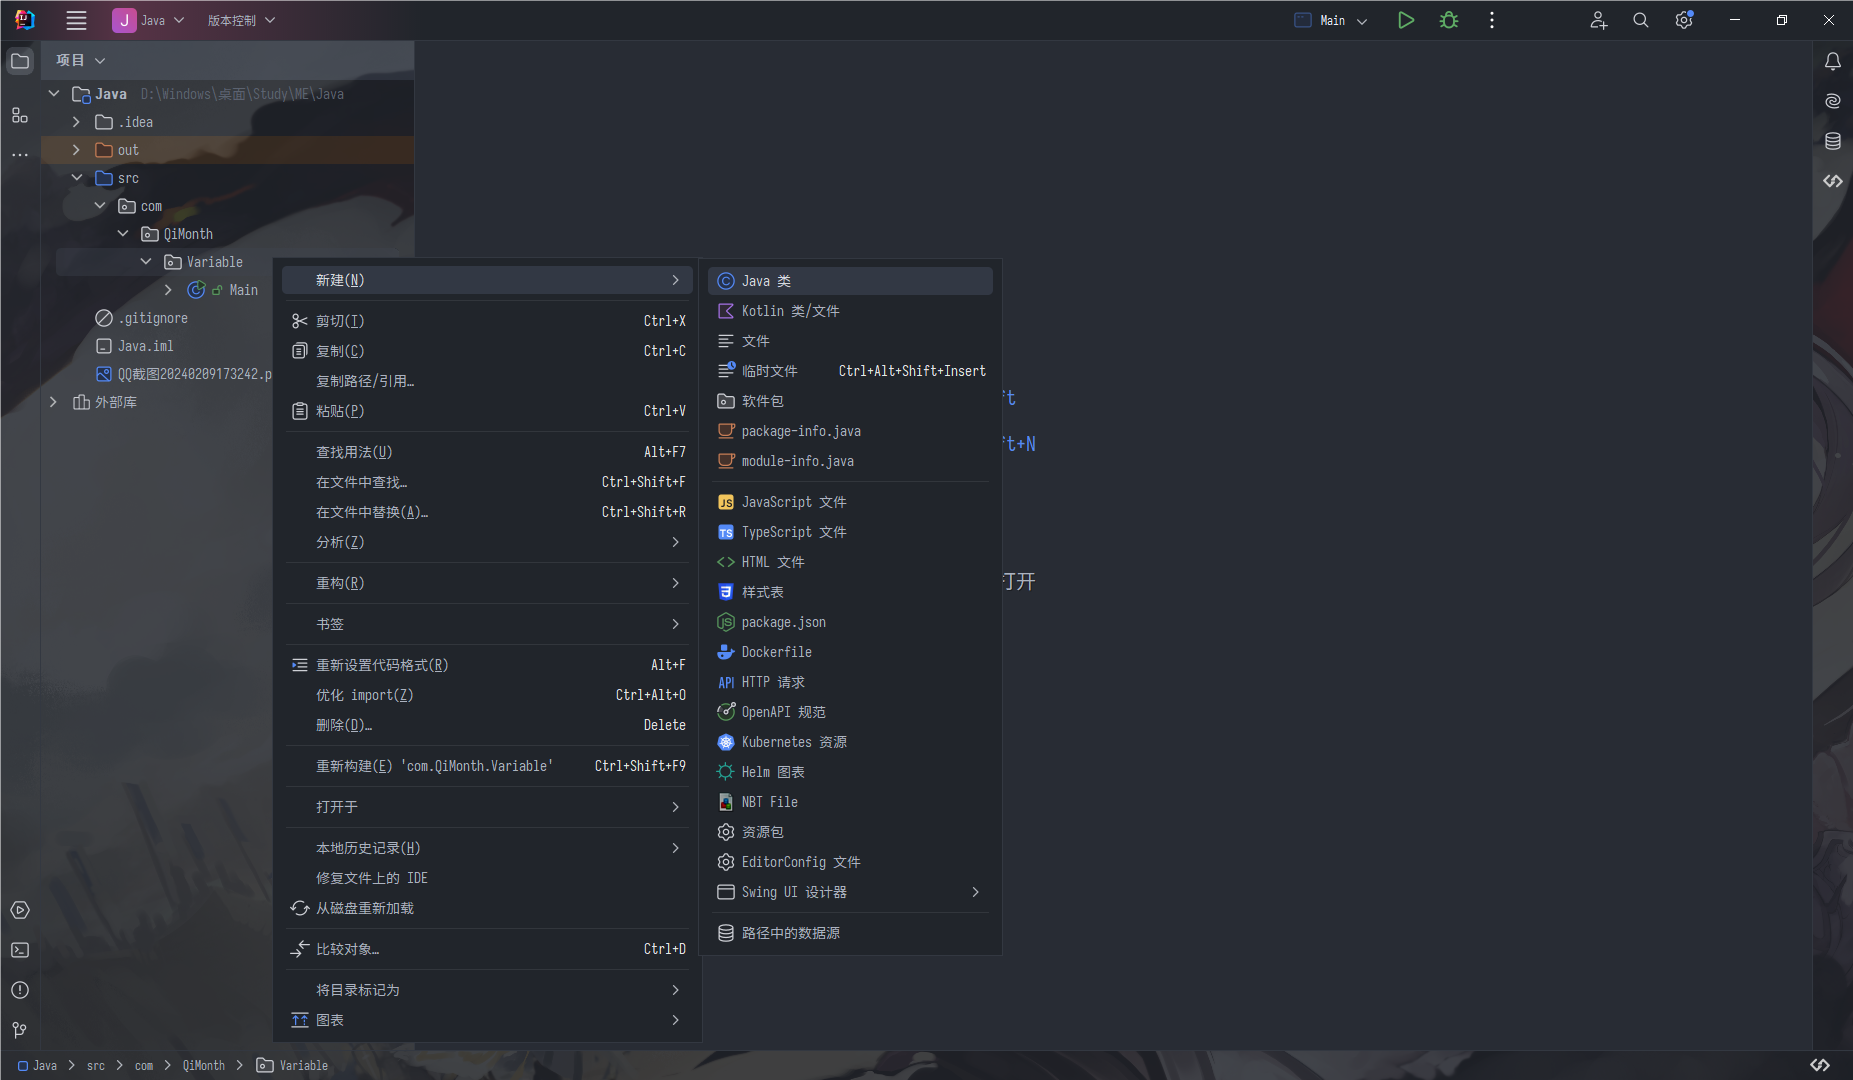 J Java 版本控制 Main
项目
Java D:\Windows\桌面\Study\ME\Java
.idea
out
src
com
QiMonth
Variable
Main
.gitignore
Java.iml
QQ截图20240209173242.p
外部库
新建(N)
剪切(T) Ctrl+X
复制(C) Ctrl+C
复制路径/引用…
粘贴(P) Ctrl+V
查找用法(U) Alt+F7
在文件中查找… Ctrl+Shift+F
在文件中替换(A)… Ctrl+Shift+R
分析(Z)
重构(R)
书签
重新设置代码格式(R) Alt+F
优化 import(Z) Ctrl+Alt+O
删除(D)… Delete
重新构建(E) 'com.QiMonth.Variable' Ctrl+Shift+F9
打开于
本地历史记录(H)
修复文件上的 IDE
从磁盘重新加载
比较对象… Ctrl+D
将目录标记为
图表
Java 类
Kotlin 类/文件
文件
临时文件 Ctrl+Alt+Shift+Insert
软件包
package-info.java
module-info.java
JS JavaScript 文件
TS TypeScript 文件
HTML 文件
样式表
package.json
Dockerfile
API HTTP 请求
OpenAPI 规范
Kubernetes 资源
Helm 图表
NBT File
资源包
EditorConfig 文件
Swing UI 设计器
路径中的数据源
ft
ft+N
打开
Java src com QiMonth Variable